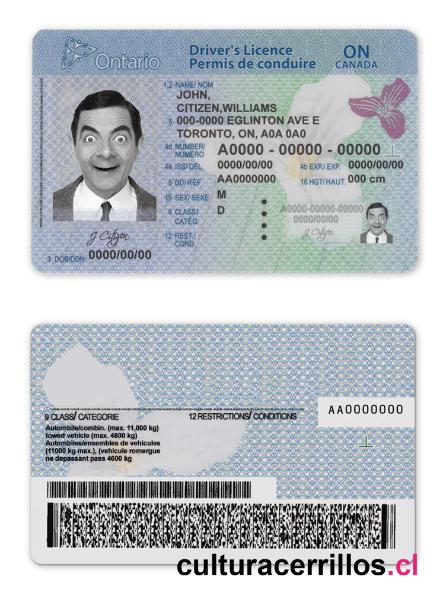 Ontario
Driver's Licence
Permis de conduire
ON
CANADA
1,2 NAME/ NOM
JOHN,
CITIZEN,WILLIAMS
8 000-0000 EGLINTON AVE E
TORONTO, ON, A0A 0A0
4d NUMBER/
NUMÉRO
A0000 - 00000 - 00000
4a ISS/DÉL
0000/00/00
4b EXP./ EXP.
0000/00/00
5 DD/RÉF
AA0000000
16 HGT/HAUT.
000 cm
15 SEX/ SEXE
M
9 CLASS/
CATÉG.
D
12 REST./
COND.
A0000-00000-00000
0000/00/00
J Citizen
J Citizen
3 DOB/DDN
0000/00/00
AA0000000
9 CLASS/ CATEGORIE
12 RESTRICTIONS/ CONDITIONS
Autombile/combin. (max. 11,000 kg)
towed vehicle (max. 4800 kg)
Autombiles/ensembles de vehicules
(11000 kg max.), (vehicule romergue
ne depassant pass 4600 kg
culturacerrillos.cl